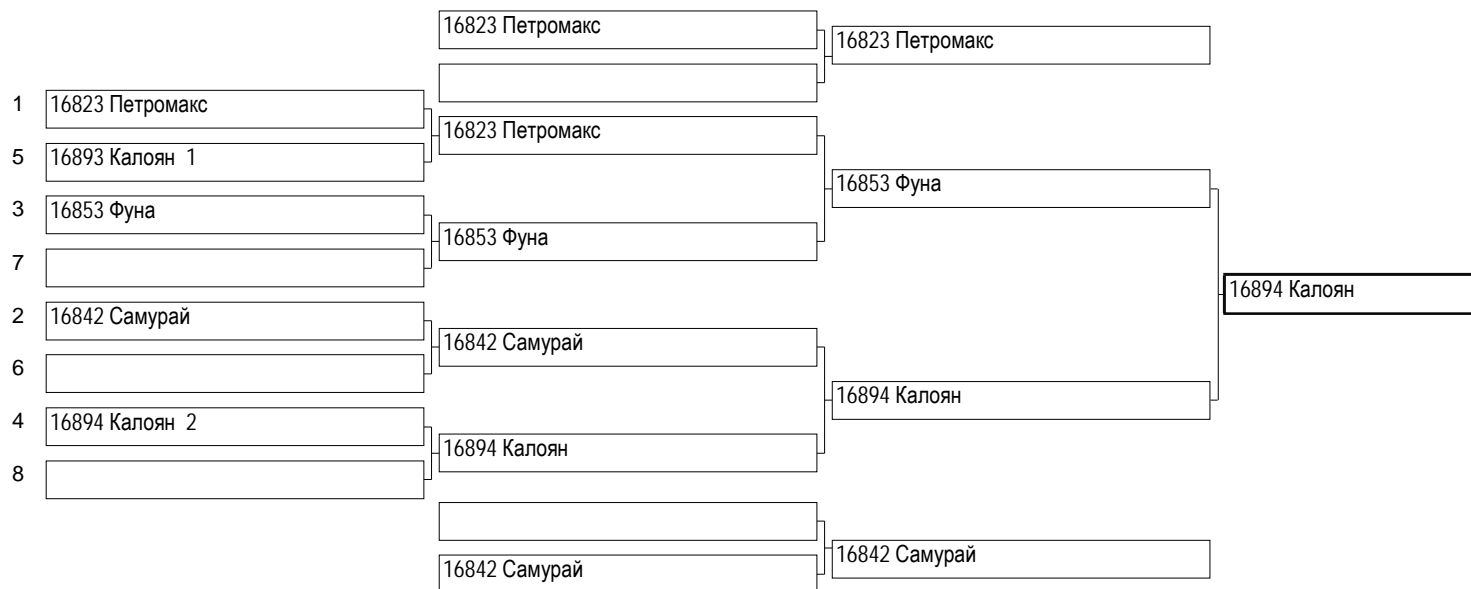 16823 Петромакс
16823 Петромакс
1 16823 Петромакс
16823 Петромакс
5 16893 Калоян 1
16853 Фуна
3 16853 Фуна
16853 Фуна
7
16894 Калоян
2 16842 Самурай
16842 Самурай
6
16894 Калоян
4 16894 Калоян 2
16894 Калоян
8
16842 Самурай
16842 Самурай